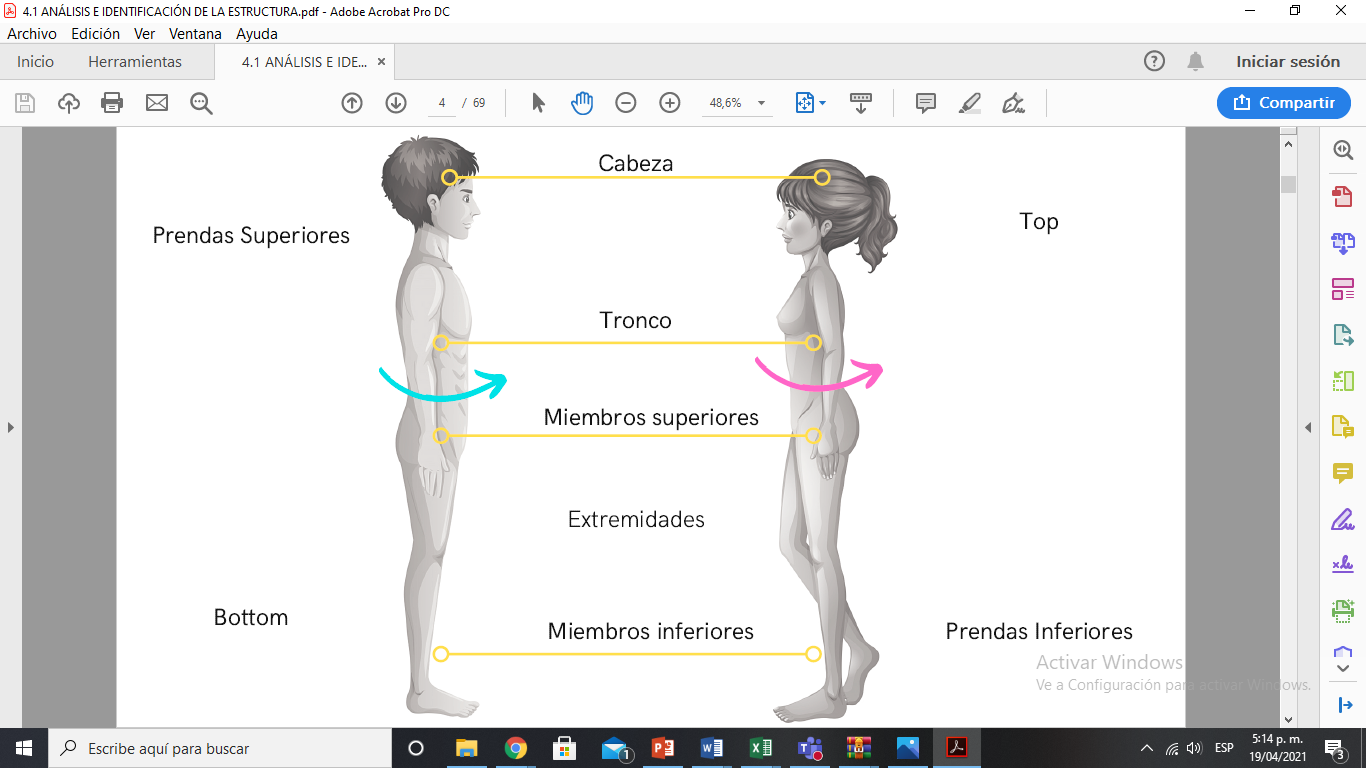 4.1 ANÁLISIS E IDENTIFICACIÓN DE LA ESTRUCTURA.pdf - Adobe Acrobat Pro DC
Archivo Edición Ver Ventana Ayuda
Inicio Herramientas 4.1 ANÁLISIS E IDE... × Iniciar sesión
4 / 69 48,6% Compartir
Cabeza
Prendas Superiores
Top
Tronco
Miembros superiores
Extremidades
Bottom
Miembros inferiores
Prendas Inferiores
Activar Windows
Ve a Configuración para activar Windows.
Escribe aquí para buscar
1
ESP
5:14 p. m.
19/04/2021
3